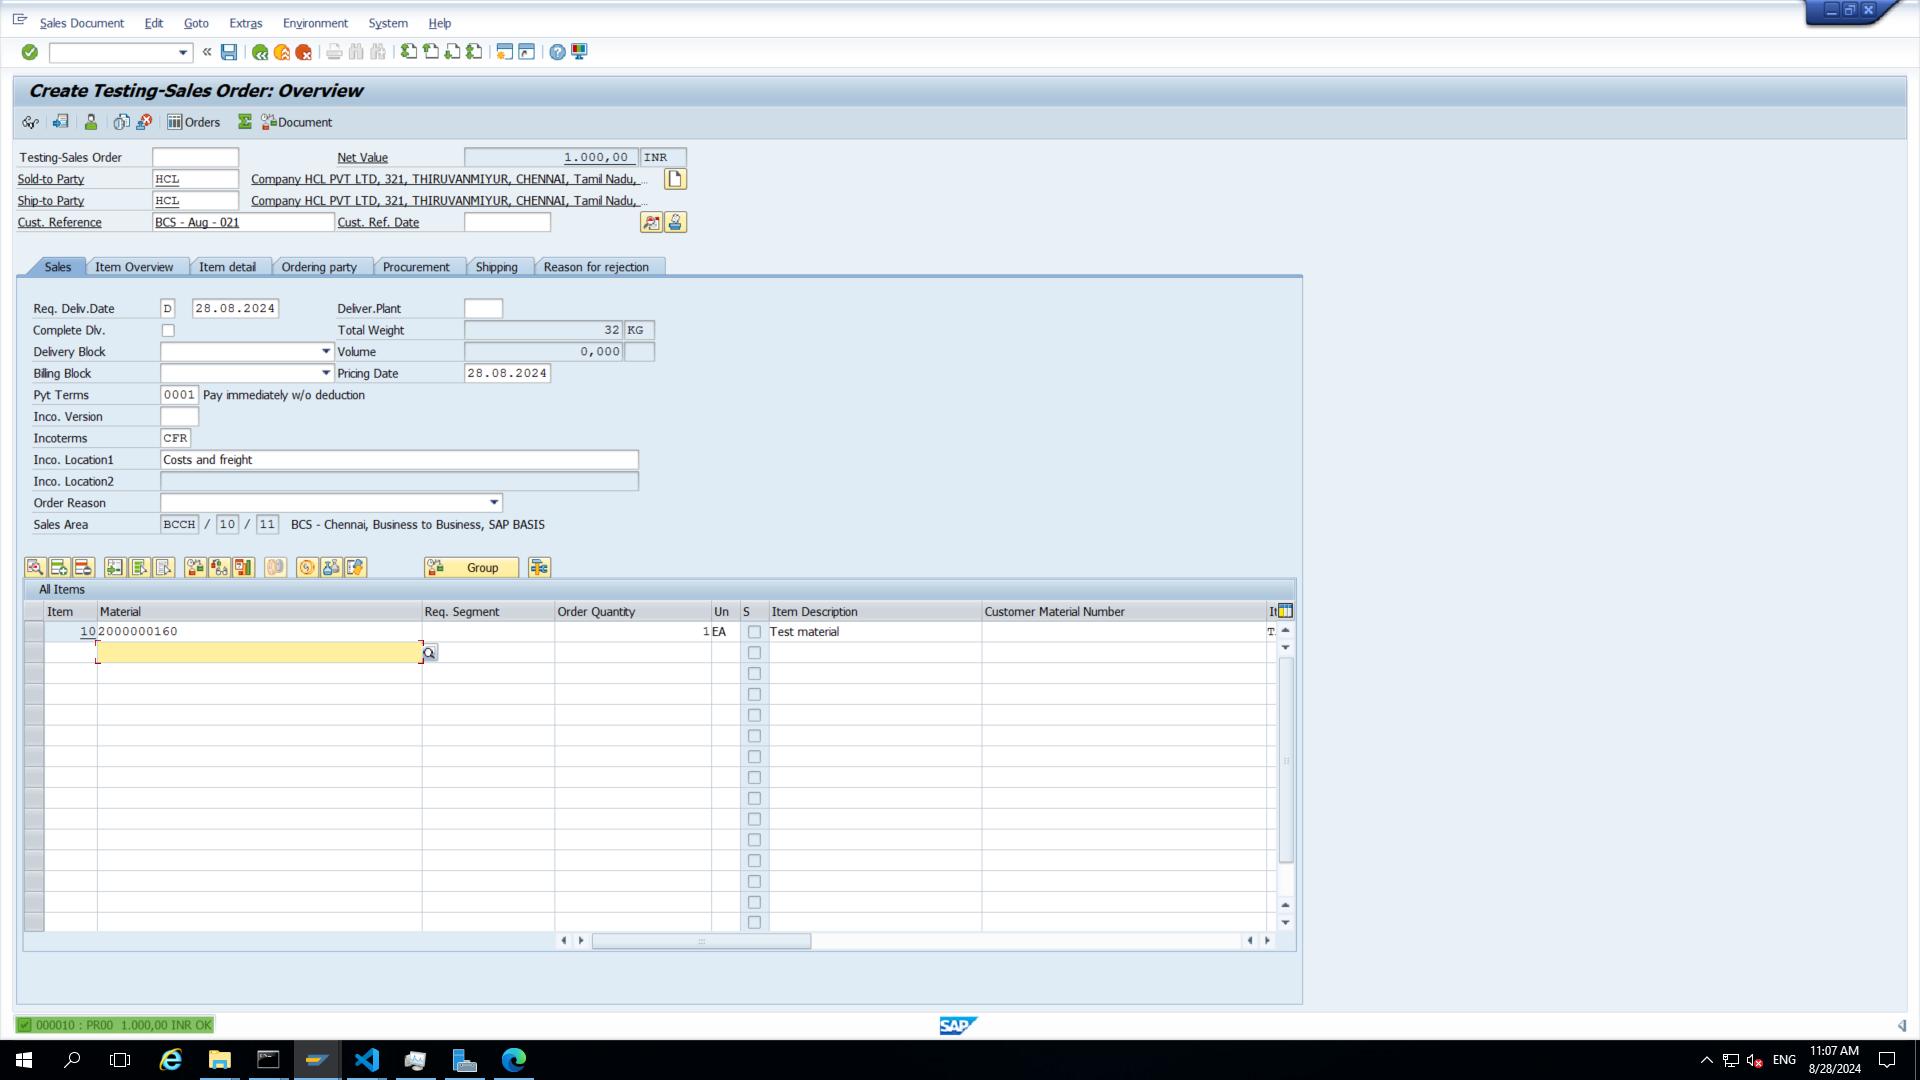 Sales Document Edit Goto Extras Environment System Help
Create Testing-Sales Order: Overview
Orders Document
Testing-Sales Order Net Value 1.000,00 INR
Sold-to Party HCL Company HCL PVT LTD, 321, THIRUVANMIYUR, CHENNAI, Tamil Nadu, ...
Ship-to Party HCL Company HCL PVT LTD, 321, THIRUVANMIYUR, CHENNAI, Tamil Nadu, ...
Cust. Reference BCS - Aug - 021 Cust. Ref. Date
Sales Item Overview Item detail Ordering party Procurement Shipping Reason for rejection
Req. Deliv.Date D 28.08.2024 Deliver.Plant
Complete Dlv. Total Weight 32 KG
Delivery Block Volume 0,000
Billing Block Pricing Date 28.08.2024
Pyt Terms 0001 Pay immediately w/o deduction
Inco. Version
Incoterms CFR
Inco. Location1 Costs and freight
Inco. Location2
Order Reason
Sales Area BCCH / 10 / 11 BCS - Chennai, Business to Business, SAP BASIS
Group
All Items
Item Material Req. Segment Order Quantity Un S Item Description Customer Material Number It
10 2000000160 1 EA Test material T.
000010 : PR00 1.000,00 INR OK
SAP
ENG
11:07 AM
8/28/2024